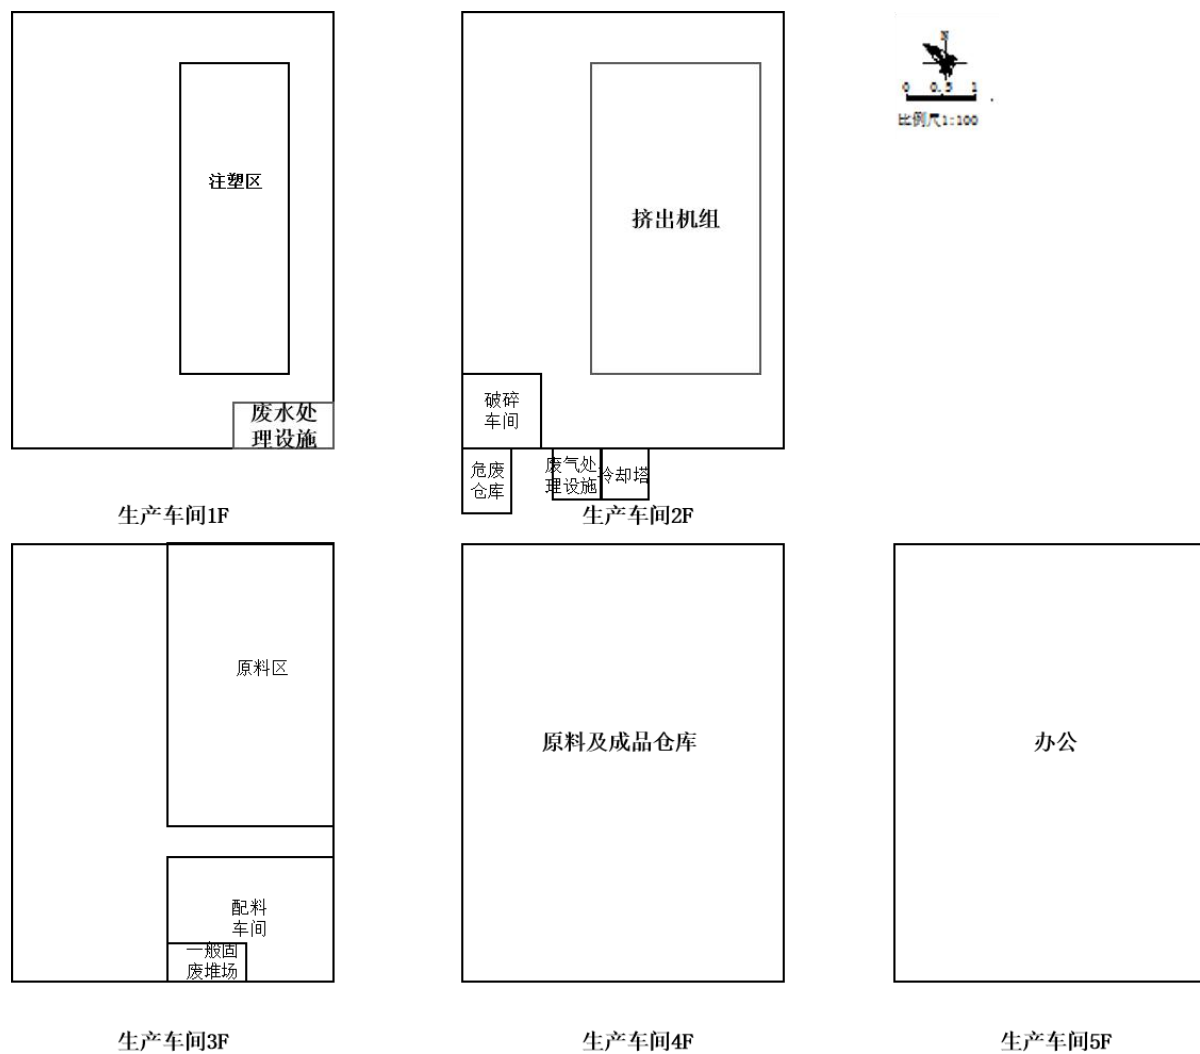 N
0 0.5 1
比例尺1:100
注塑区
挤出机组
废水处
理设施
破碎
车间
危废
仓库
废气处
理设施
冷却塔
生产车间1F
生产车间2F
原料区
配料
车间
一般固
废堆场
原料及成品仓库
办公
生产车间3F
生产车间4F
生产车间5F